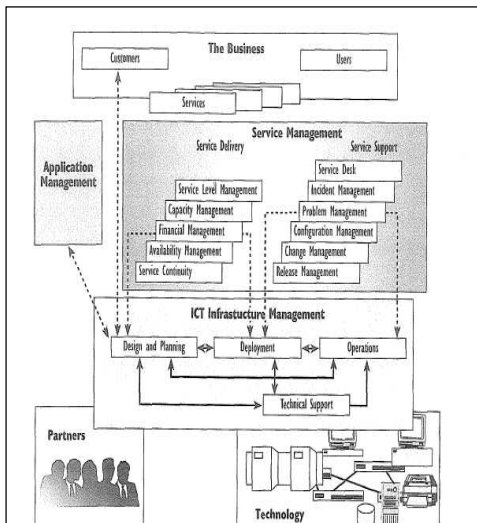 The Business
Customers
Users
Services
Application
Management
Service Management
Service Delivery
Service Support
Service Level Management
Capacity Management
Financial Management
Availability Management
Service Continuity
Service Desk
Incident Management
Problem Management
Configuration Management
Change Management
Release Management
ICT Infrastucture Management
Design and Planning
Deployment
Operations
Technical Support
Partners
Technology